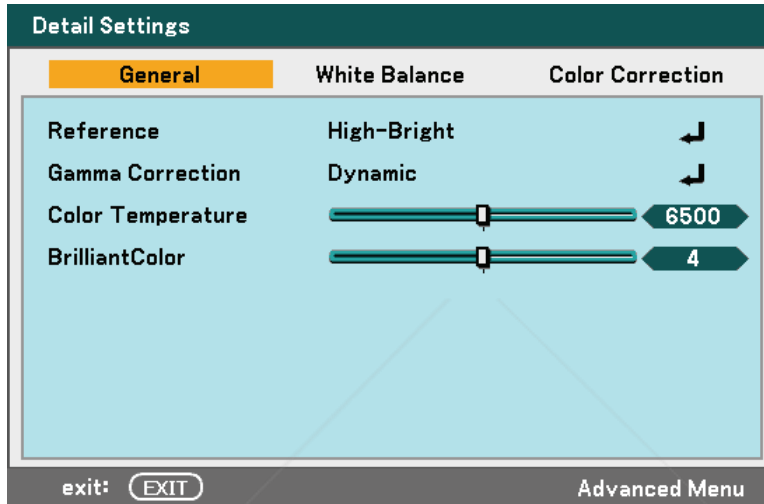 Detail Settings
General White Balance Color Correction
Reference High-Bright
Gamma Correction Dynamic
Color Temperature 6500
BrilliantColor 4
exit: EXIT Advanced Menu